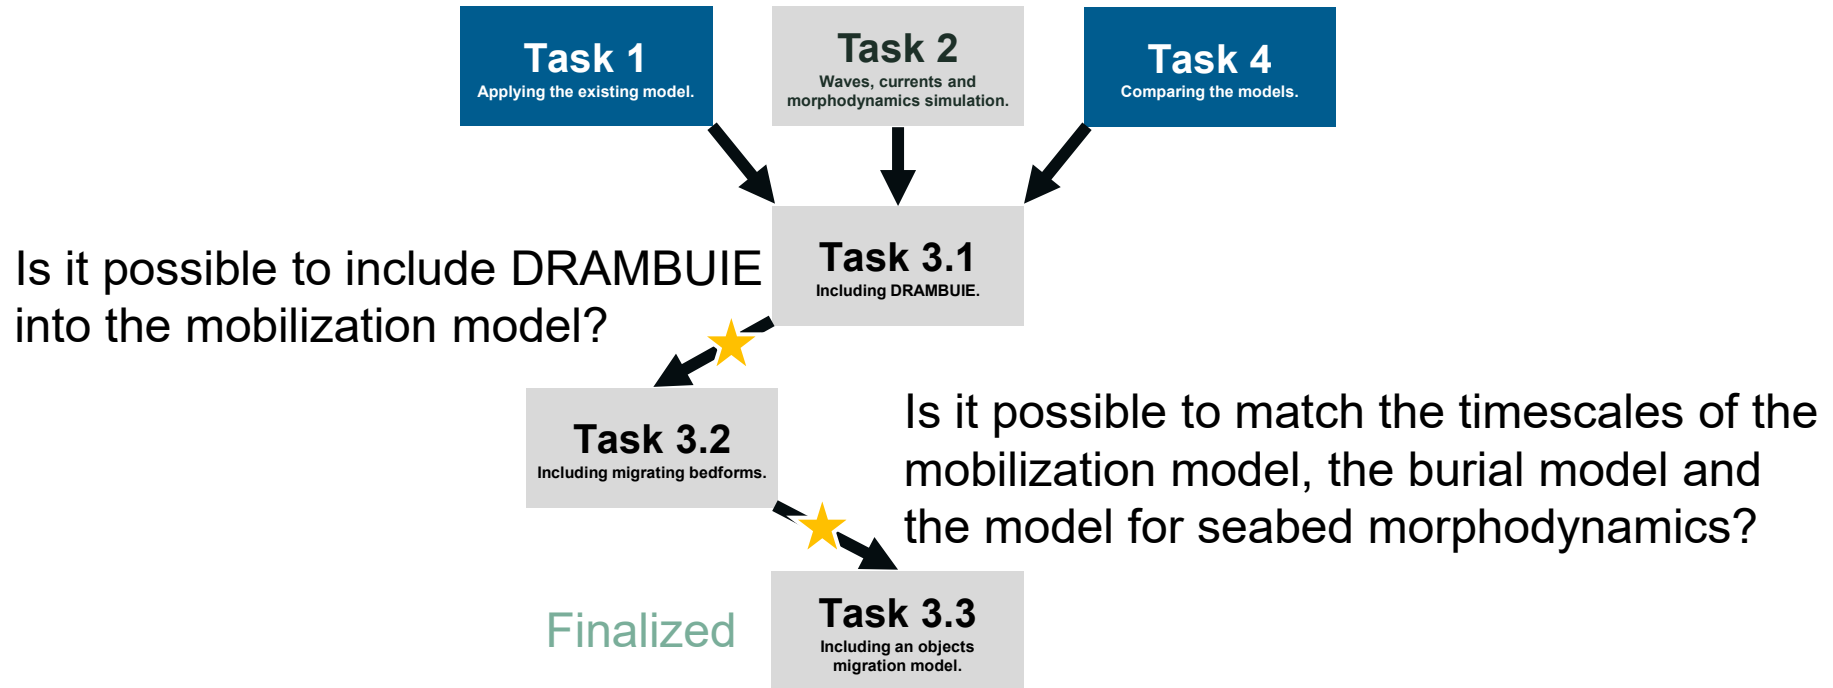 Task 1
Applying the existing model.
Task 2
Waves, currents and
morphodynamics simulation.
Task 4
Comparing the models.
Task 3.1
Including DRAMBUIE.
Is it possible to include DRAMBUIE
into the mobilization model?
Task 3.2
Including migrating bedforms.
Is it possible to match the timescales of the
mobilization model, the burial model and
the model for seabed morphodynamics?
Finalized
Task 3.3
Including an objects
migration model.